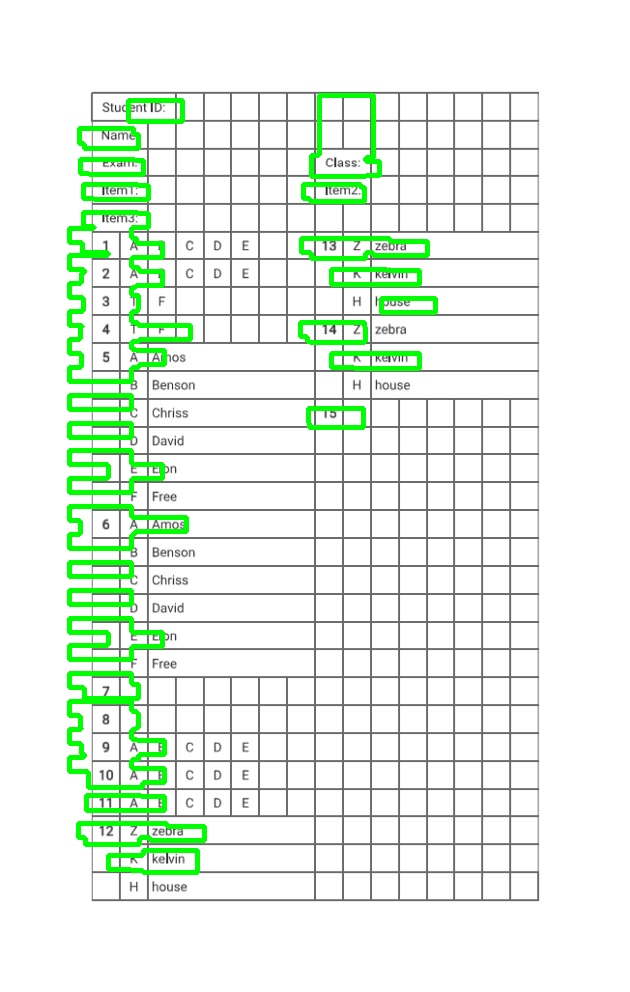 Student ID:
Name
Exam: Class:
Item1: Item2:
Item3:
1 A B C D E 13 Z zebra
2 A B C D E K kelvin
3 T F H house
4 T F 14 Z zebra
5 A Amos K kelvin
B Benson H house
C Chriss 15
D David
E Elon
F Free
6 A Amos
B Benson
C Chriss
D David
E Elon
F Free
7
8
9 A B C D E
10 A B C D E
11 A B C D E
12 Z zebra
K kelvin
H house